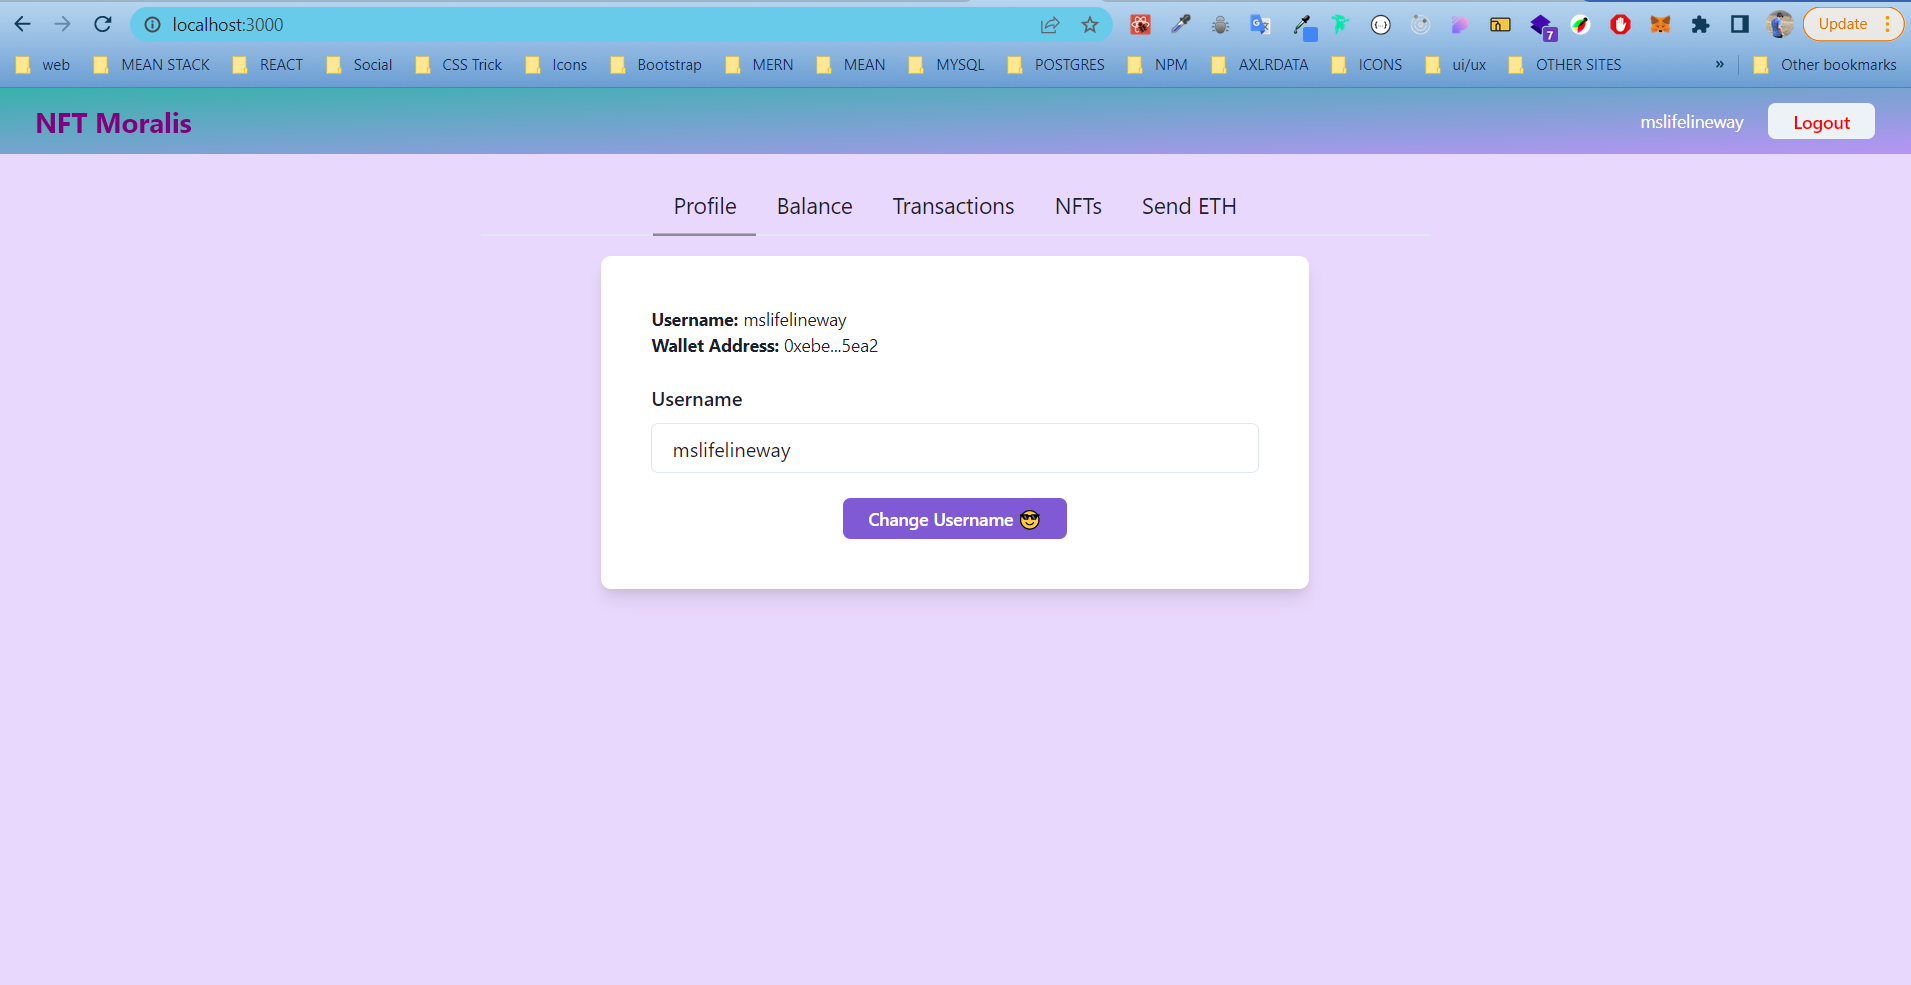 localhost:3000
7
Update
web MEAN STACK REACT Social CSS Trick Icons Bootstrap MERN MEAN MYSQL POSTGRES NPM AXLRDATA ICONS ui/ux OTHER SITES » Other bookmarks
NFT Moralis mslifelineway Logout
Profile Balance Transactions NFTs Send ETH
Username: mslifelineway
Wallet Address: 0xebe...5ea2
Username
mslifelineway
Change Username 😎